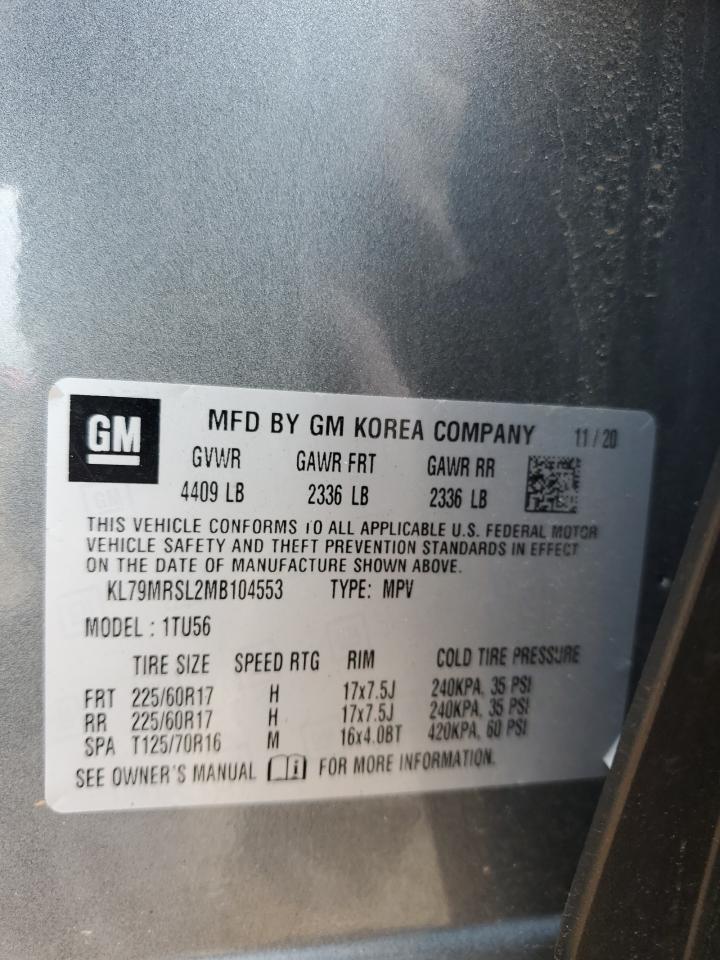 GM MFD BY GM KOREA COMPANY 11/20
GVWR GAWR FRT GAWR RR
4409 LB 2336 LB 2336 LB
THIS VEHICLE CONFORMS TO ALL APPLICABLE U.S. FEDERAL MOTOR
VEHICLE SAFETY AND THEFT PREVENTION STANDARDS IN EFFECT
ON THE DATE OF MANUFACTURE SHOWN ABOVE.
KL79MRSL2MB104553 TYPE: MPV
MODEL : 1TU56
TIRE SIZE SPEED RTG RIM COLD TIRE PRESSURE
FRT 225/60R17 H 17x7.5J 240KPA, 35 PSI
RR 225/60R17 H 17x7.5J 240KPA, 35 PSI
SPA T125/70R16 M 16x4.0BT 420KPA, 60 PSI
SEE OWNER'S MANUAL i FOR MORE INFORMATION.